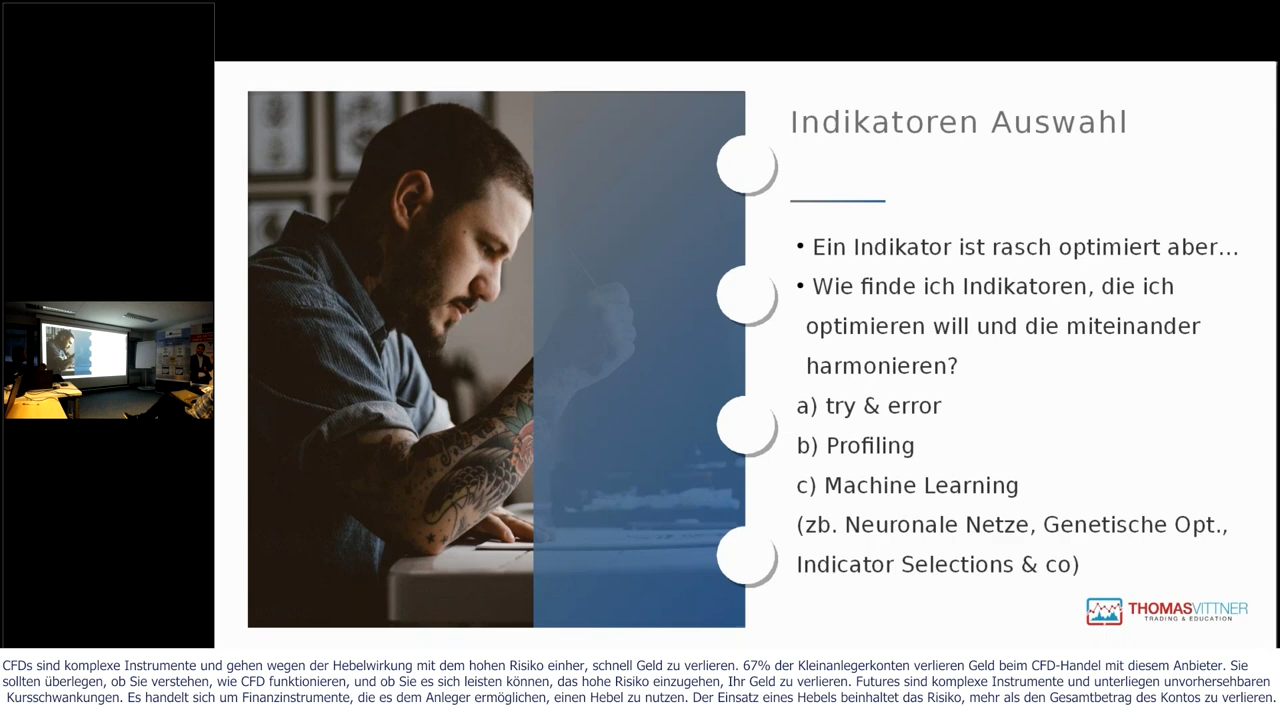 Indikatoren Auswahl
• Ein Indikator ist rasch optimiert aber...
• Wie finde ich Indikatoren, die ich
optimieren will und die miteinander
harmonieren?
a) try & error
b) Profiling
c) Machine Learning
(zb. Neuronale Netze, Genetische Opt.,
Indicator Selections & co)
THOMASVITTNER
TRADING & EDUCATION
CFDs sind komplexe Instrumente und gehen wegen der Hebelwirkung mit dem hohen Risiko einher, schnell Geld zu verlieren. 67% der Kleinanlegerkonten verlieren Geld beim CFD-Handel mit diesem Anbieter. Sie
sollten überlegen, ob Sie verstehen, wie CFD funktionieren, und ob Sie es sich leisten können, das hohe Risiko einzugehen, Ihr Geld zu verlieren. Futures sind komplexe Instrumente und unterliegen unvorhersehbaren
Kursschwankungen. Es handelt sich um Finanzinstrumente, die es dem Anleger ermöglichen, einen Hebel zu nutzen. Der Einsatz eines Hebels beinhaltet das Risiko, mehr als den Gesamtbetrag des Kontos zu verlieren.